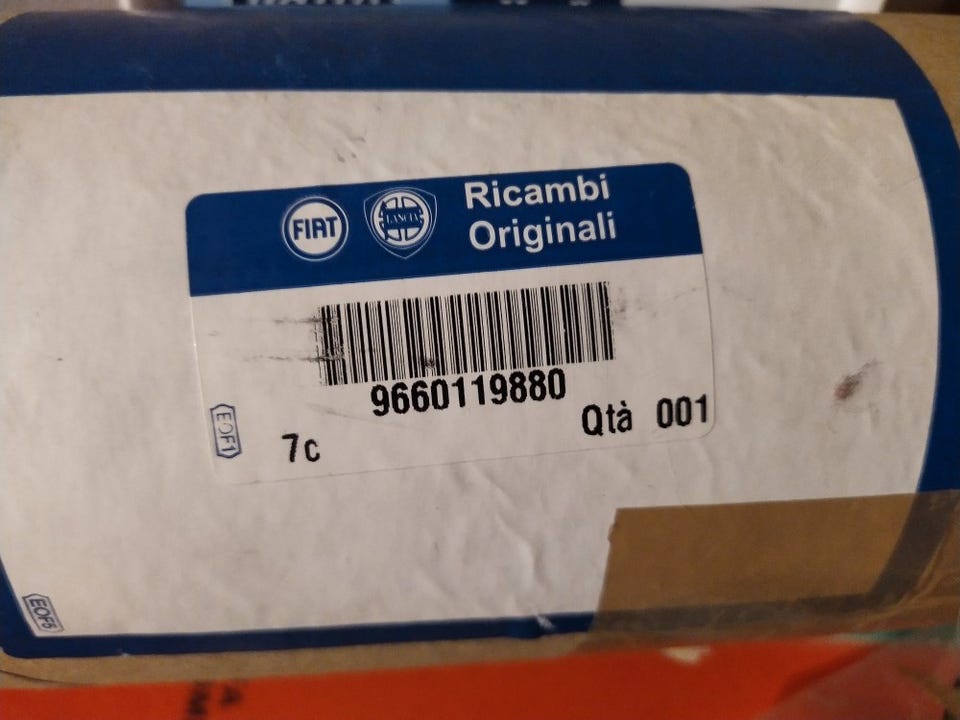 FIAT
LANCIA
Ricambi
Originali
9660119880
Qtà 001
7c
EOF1
EOF5